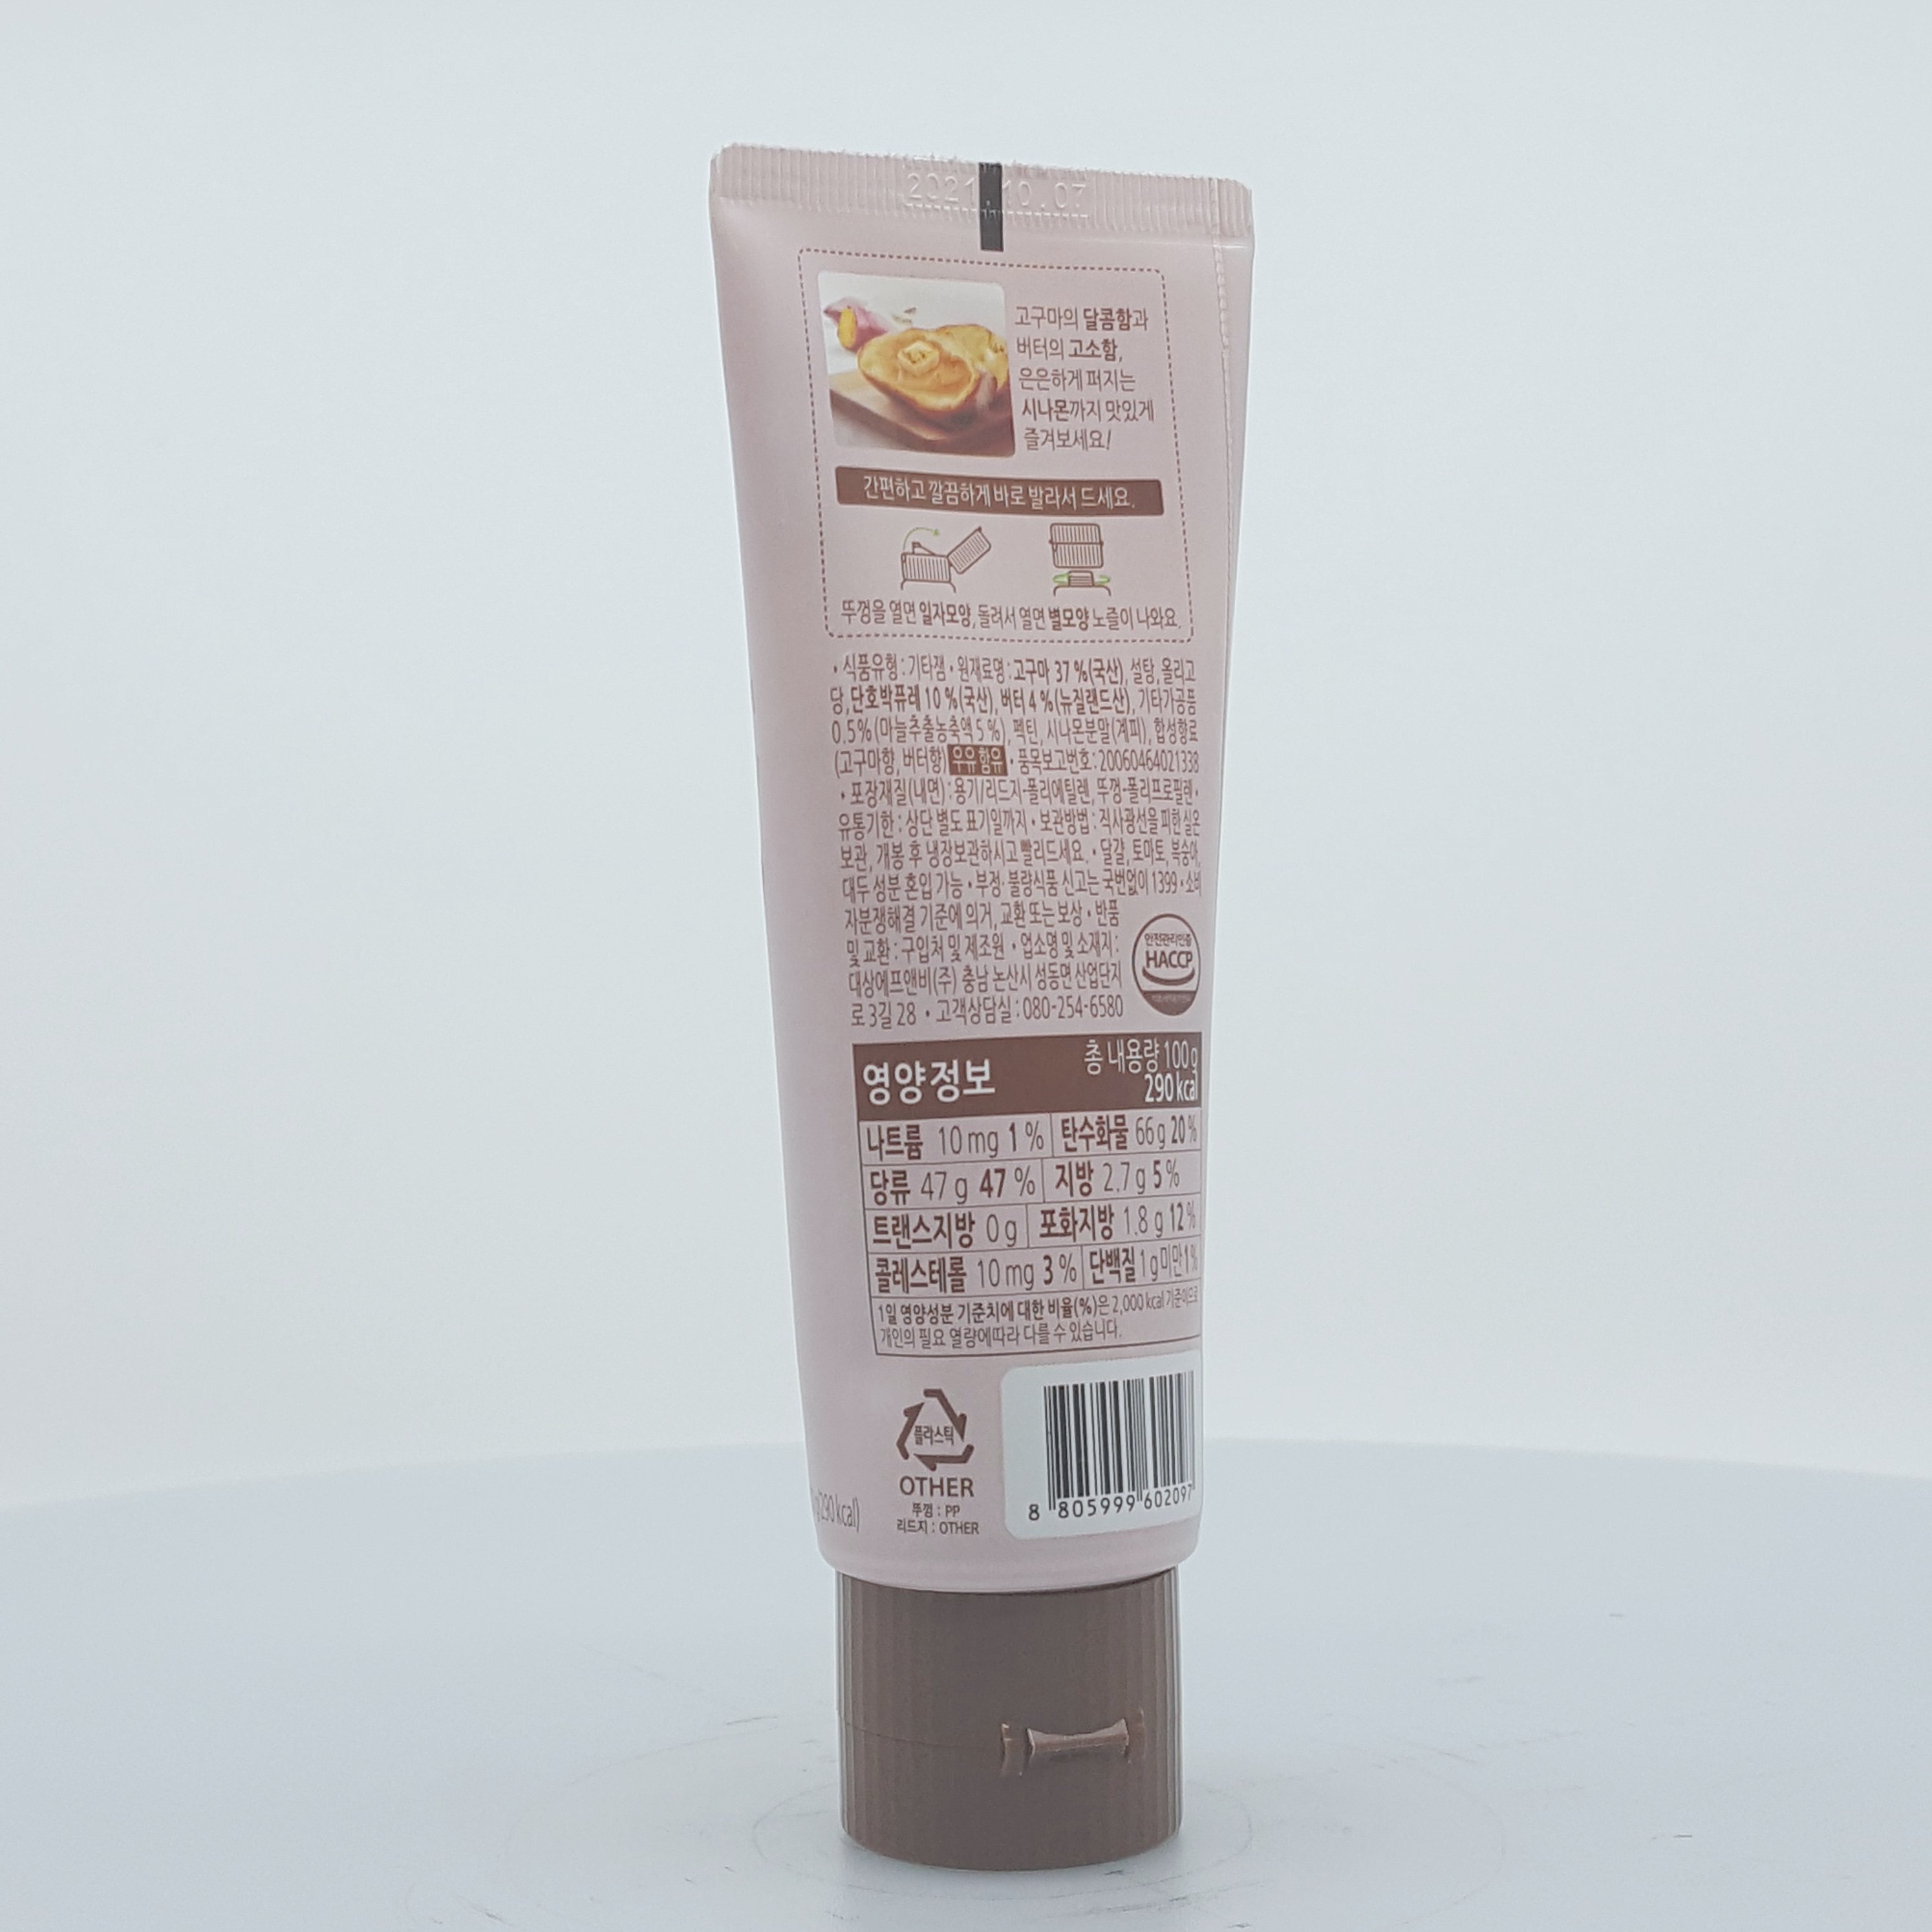 2021.10.07
고구마의 달콤함과
버터의 고소함,
은은하게 퍼지는
시나몬까지 맛있게
즐겨보세요!
간편하고 깔끔하게 바로 발라서 드세요.
뚜껑을 열면 일자모양, 돌려서 열면 별모양 노즐이 나와요.
• 식품유형 : 기타잼 • 원재료명 : 고구마 37 %(국산), 설탕, 올리고
당, 단호박퓨레 10 %(국산), 버터 4 %(뉴질랜드산), 기타가공품
0.5% (마늘추출농축액 5 %), 펙틴, 시나몬분말(계피), 합성향료
(고구마향, 버터향) 우유 함유 • 품목보고번호 : 20060464021338
• 포장재질(내면) : 용기/리드지-폴리에틸렌, 뚜껑-폴리프로필렌 •
유통기한 : 상단 별도 표기일까지 • 보관방법 : 직사광선을 피한 실온
보관, 개봉 후 냉장보관하시고 빨리드세요. • 달걀, 토마토, 복숭아,
대두 성분 혼입 가능 • 부정·불량식품 신고는 국번없이 1399 • 소비
자분쟁해결 기준에 의거, 교환 또는 보상 • 반품
및 교환 : 구입처 및 제조원 • 업소명 및 소재지 :
대상에프앤비(주) 충남 논산시 성동면 산업단지
로 3길 28 • 고객상담실 : 080-254-6580
안전관리인증
HACCP
영양정보
총 내용량 100 g
290 kcal
나트륨 10 mg 1 % 탄수화물 66 g 20 %
당류 47 g 47 % 지방 2.7 g 5 %
트랜스지방 0 g 포화지방 1.8 g 12 %
콜레스테롤 10 mg 3 % 단백질 1 g 미만 1 %
1일 영양성분 기준치에 대한 비율(%)은 2,000 kcal 기준이므로
개인의 필요 열량에 따라 다를 수 있습니다.
플라스틱
OTHER
뚜껑 : PP
리드지 : OTHER
8 805999 602097
(290 kcal)